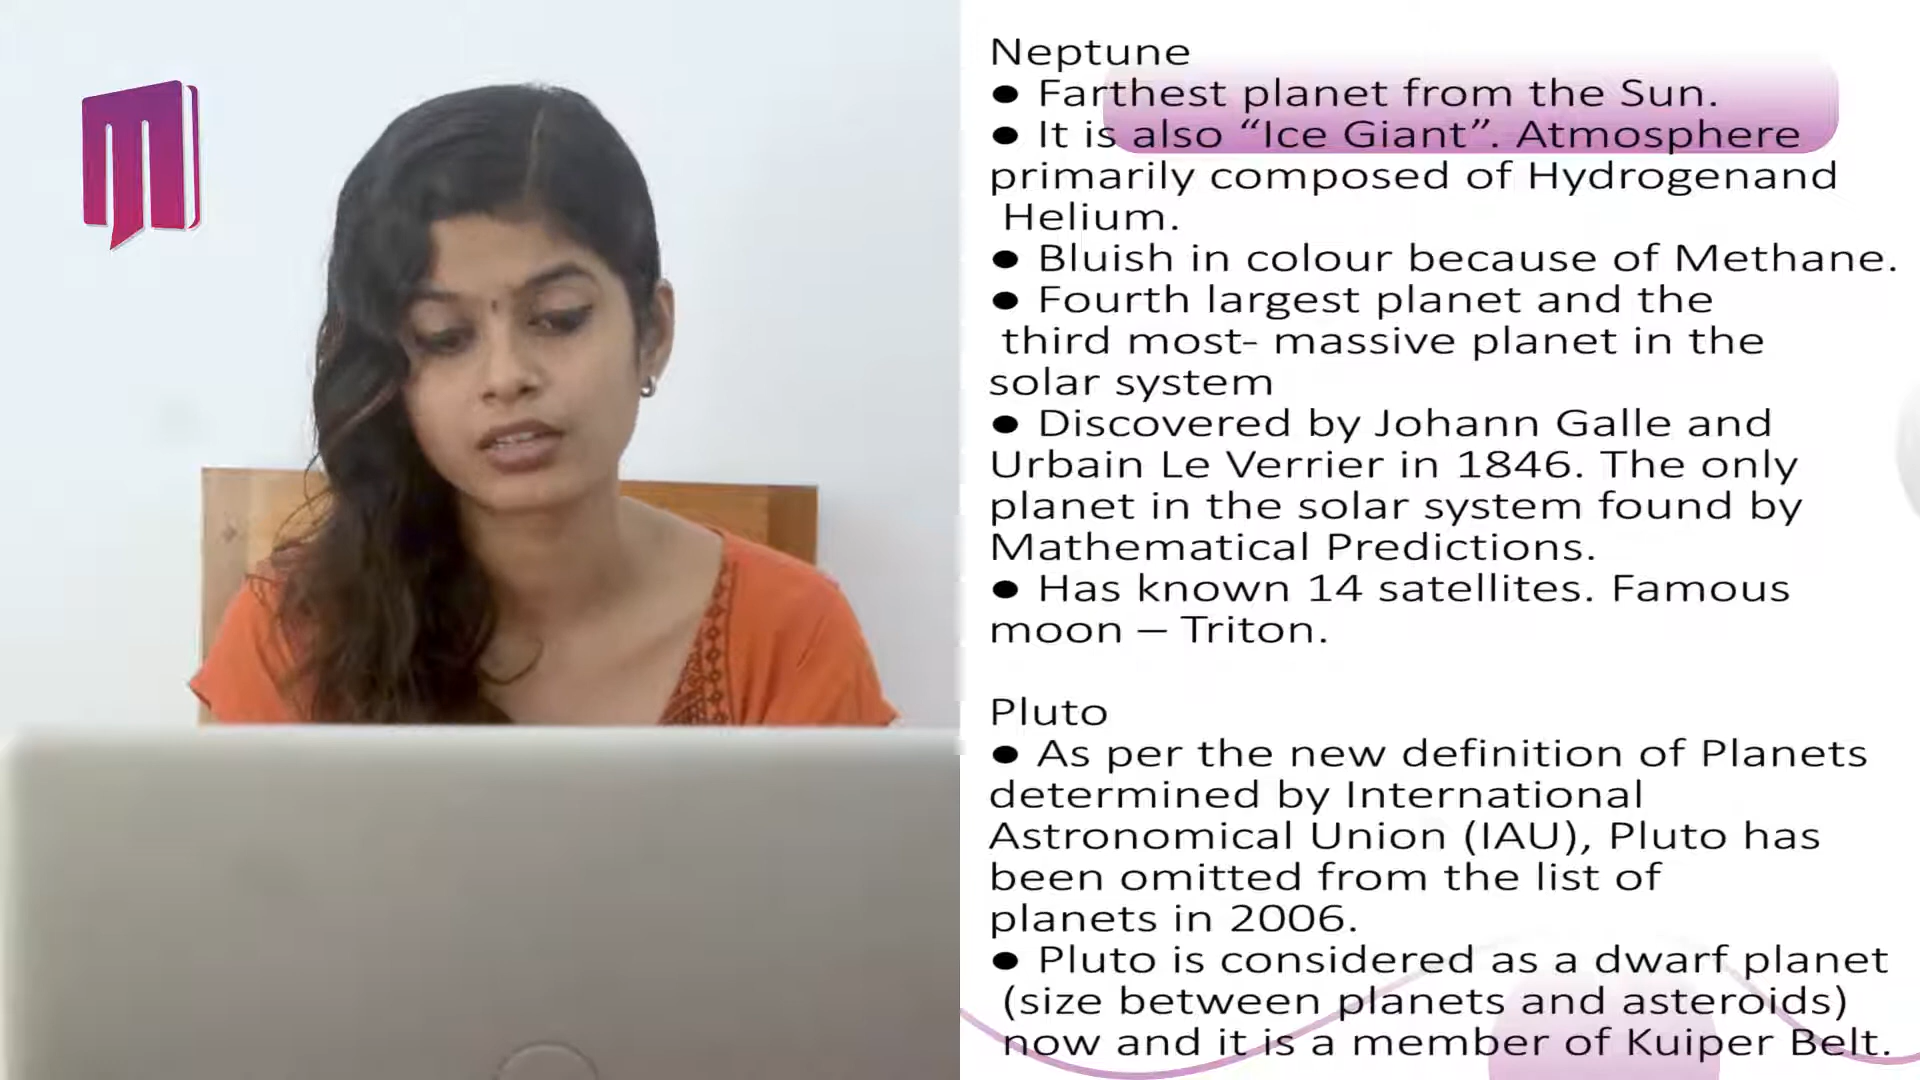 Neptune
● Farthest planet from the Sun.
● It is also “Ice Giant”. Atmosphere
primarily composed of Hydrogenand
Helium.
● Bluish in colour because of Methane.
● Fourth largest planet and the
third most- massive planet in the
solar system
● Discovered by Johann Galle and
Urbain Le Verrier in 1846. The only
planet in the solar system found by
Mathematical Predictions.
● Has known 14 satellites. Famous
moon – Triton.
Pluto
● As per the new definition of Planets
determined by International
Astronomical Union (IAU), Pluto has
been omitted from the list of
planets in 2006.
● Pluto is considered as a dwarf planet
(size between planets and asteroids)
now and it is a member of Kuiper Belt.